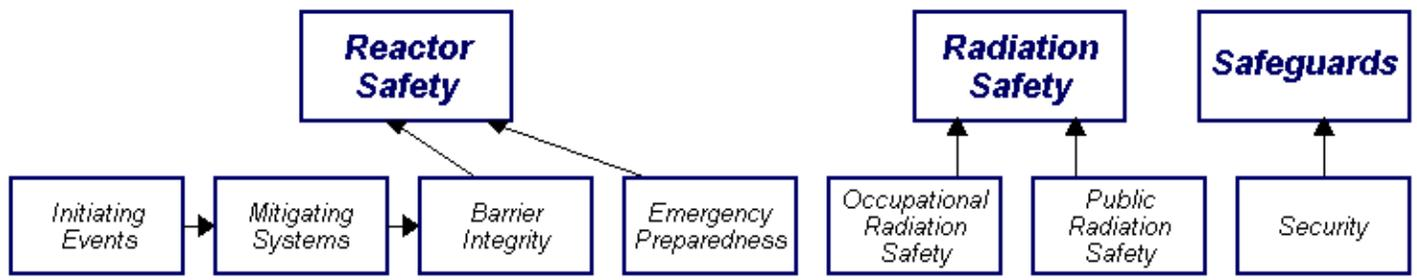 Reactor
Safety
Radiation
Safety
Safeguards
Initiating
Events
Mitigating
Systems
Barrier
Integrity
Emergency
Preparedness
Occupational
Radiation
Safety
Public
Radiation
Safety
Security